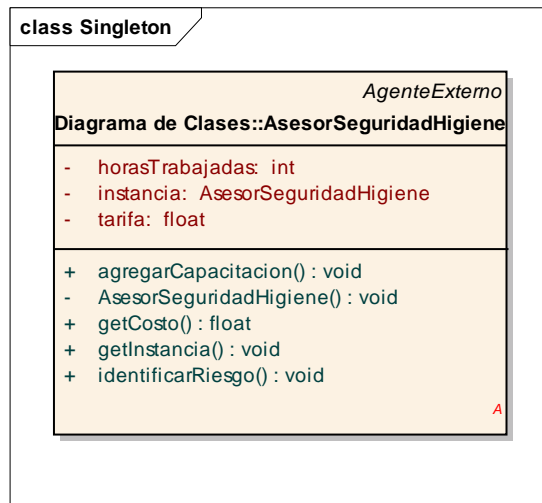 class Singleton
AgenteExterno
Diagrama de Clases::AsesorSeguridadHigiene
- horasTrabajadas: int
- instancia: AsesorSeguridadHigiene
- tarifa: float
+ agregarCapacitacion() : void
- AsesorSeguridadHigiene() : void
+ getCosto() : float
+ getInstancia() : void
+ identificarRiesgo() : void
A